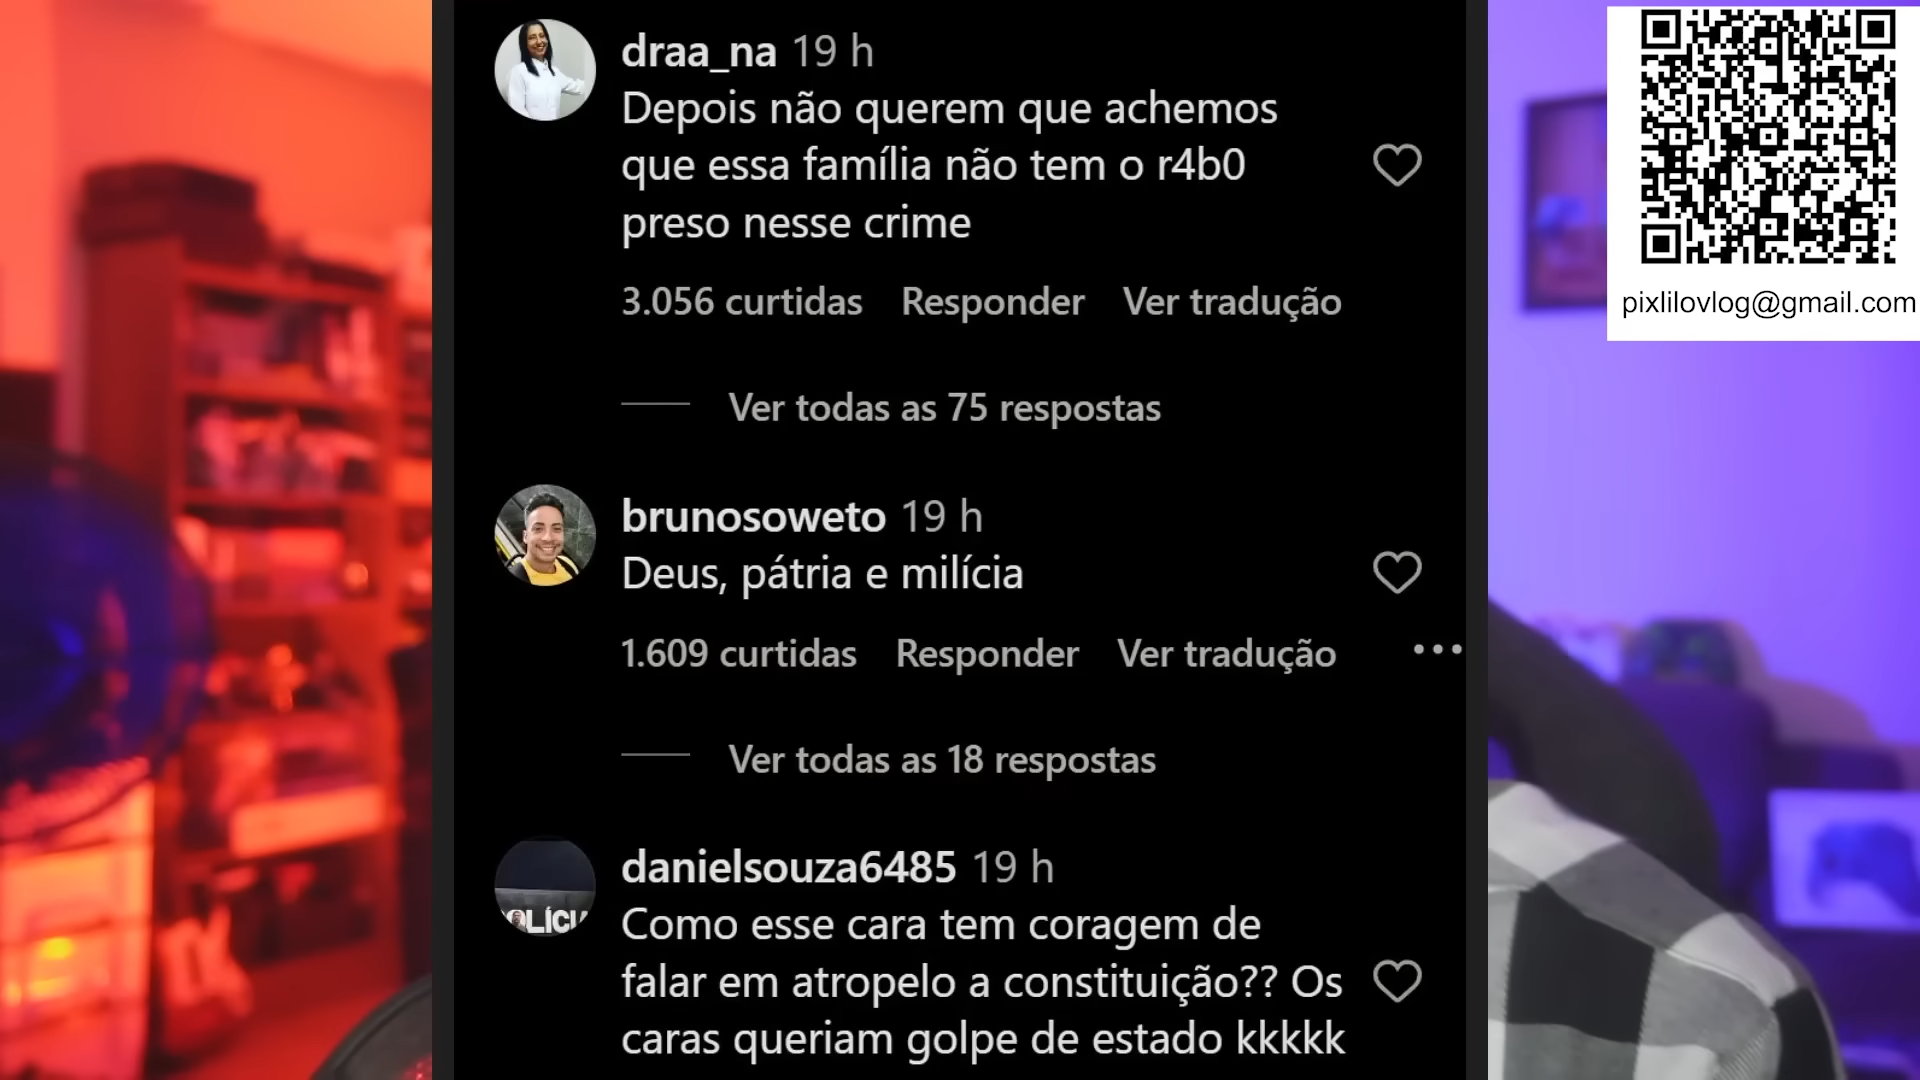 draa_na 19 h
Depois não querem que achemos
que essa família não tem o r4b0
preso nesse crime
3.056 curtidas Responder Ver tradução
Ver todas as 75 respostas
brunosoweto 19 h
Deus, pátria e milícia
1.609 curtidas Responder Ver tradução
Ver todas as 18 respostas
danielsouza6485 19 h
OLÍCI
Como esse cara tem coragem de
falar em atropelo a constituição?? Os
caras queriam golpe de estado kkkkk
pixlilovlog@gmail.com